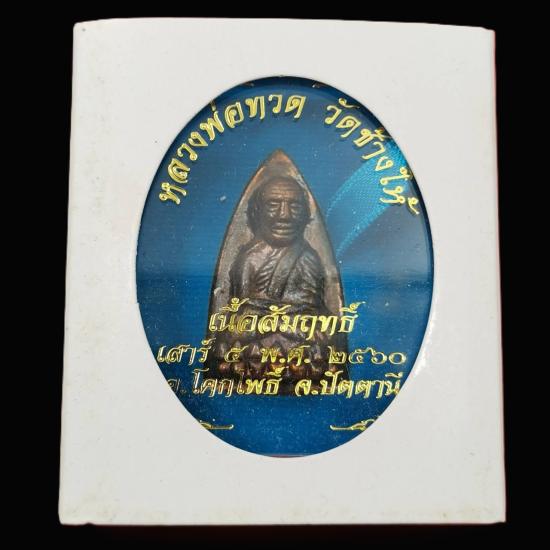 หลวงพ่อทวด วัดช้างให้
เนื้อสัมฤทธิ์
เสาร์ ๕ พ.ศ. ๒๕๖๐
อ.โคกโพธิ์ จ.ปัตตานี